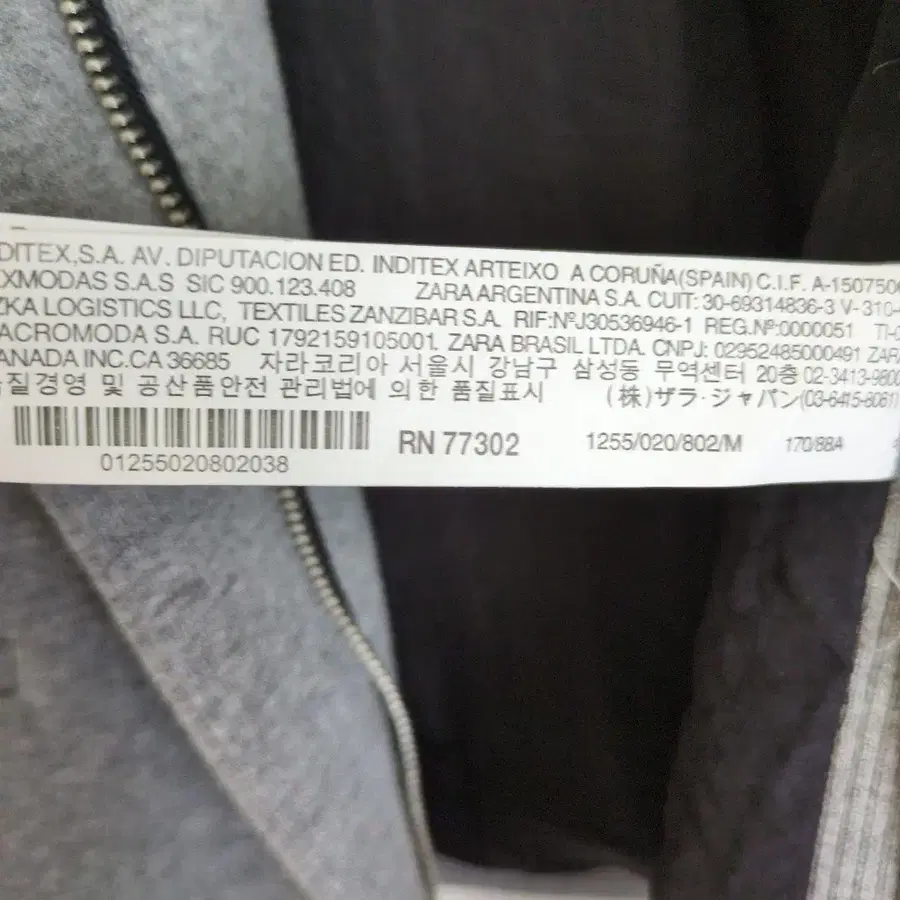 DITEX,S.A. AV. DIPUTACION ED. INDITEX ARTEIXO A CORUÑA(SPAIN) C.I.F. A-150750
EXMODAS S.A.S SIC 900.123.408 ZARA ARGENTINA S.A. CUIT: 30-69314836-3 V-310-
ZKA LOGISTICS LLC, TEXTILES ZANZIBAR S.A. RIF:NºJ30536946-1 REG.Nº:0000051 TI-
ACROMODA S.A. RUC 1792159105001. ZARA BRASIL LTDA. CNPJ: 02952485000491 ZARA
ANADA INC.CA 36685 자라코리아 서울시 강남구 삼성동 무역센터 20층 02-3413-9800
품질경영 및 공산품안전 관리법에 의한 품질표시 (株)ザラ・ジャパン(03-6415-8061)
01255020802038 RN 77302 1255/020/802/M 170/88A